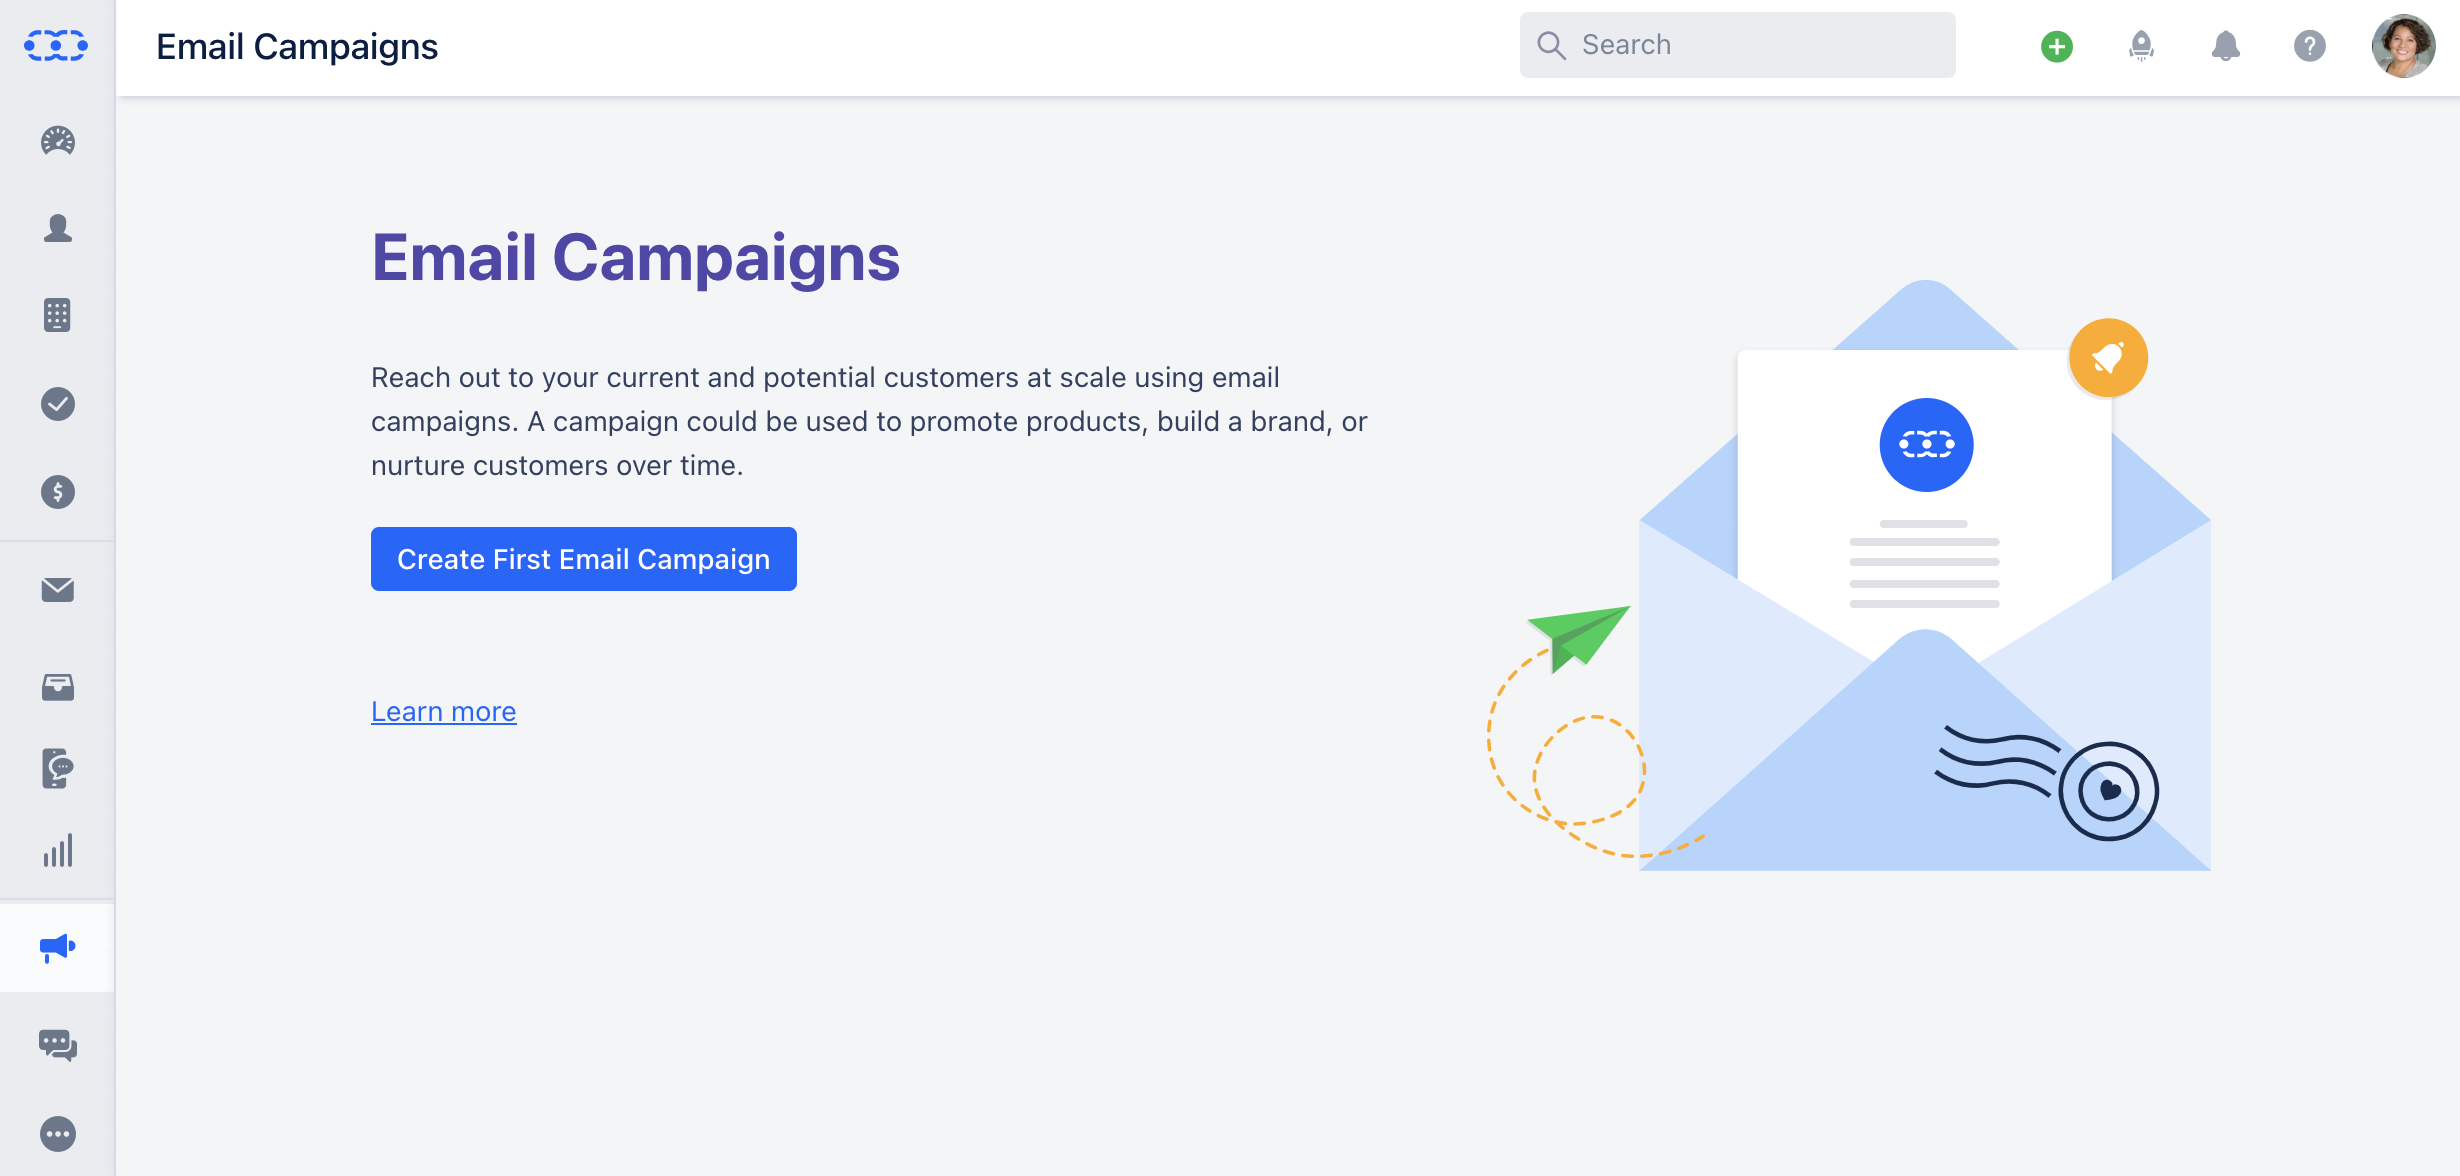 Email Campaigns
Search
Email Campaigns
Reach out to your current and potential customers at scale using email
campaigns. A campaign could be used to promote products, build a brand, or
nurture customers over time.
Create First Email Campaign
Learn more